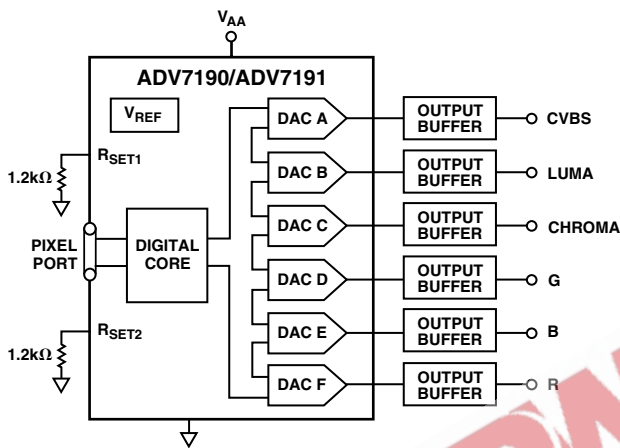 VAA
ADV7190/ADV7191
VREF
RSET1
1.2kΩ
PIXEL PORT
DIGITAL CORE
RSET2
1.2kΩ
DAC A
OUTPUT BUFFER
CVBS
DAC B
OUTPUT BUFFER
LUMA
DAC C
OUTPUT BUFFER
CHROMA
DAC D
OUTPUT BUFFER
G
DAC E
OUTPUT BUFFER
B
DAC F
OUTPUT BUFFER
R